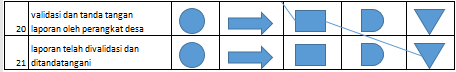 validasi dan tanda tangan
20 laporan oleh perangkat desa
laporan telah divalidasi dan
21 ditandatangani